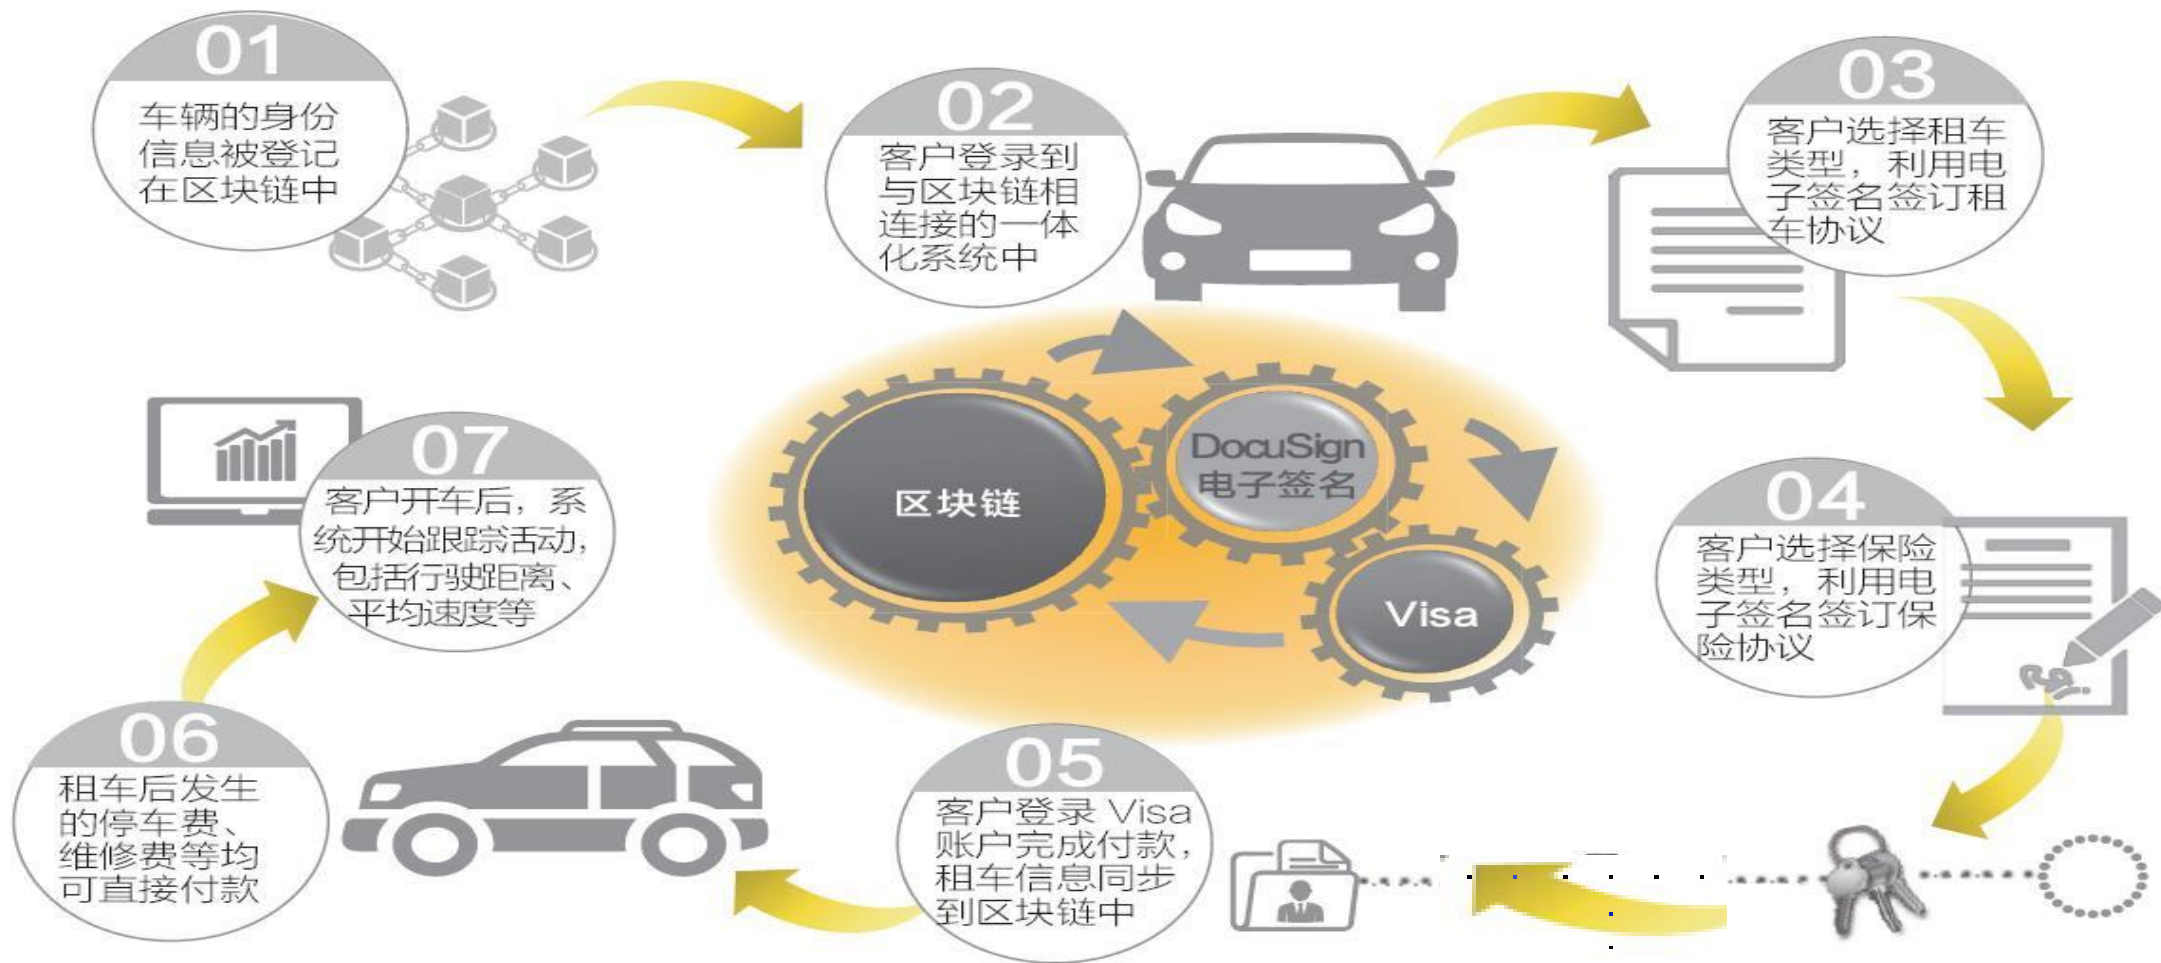 01
车辆的身份
信息被登记
在区块链中
02
客户登录到
与区块链相
连接的一体
化系统中
03
客户选择租车
类型，利用电
子签名签订租
车协议
04
客户选择保险
类型，利用电
子签名签订保
险协议
05
客户登录 Visa
账户完成付款，
租车信息同步
到区块链中
06
租车后发生
的停车费、
维修费等均
可直接付款
07
客户开车后，系
统开始跟踪活动，
包括行驶距离、
平均速度等
区块链
DocuSign
电子签名
Visa